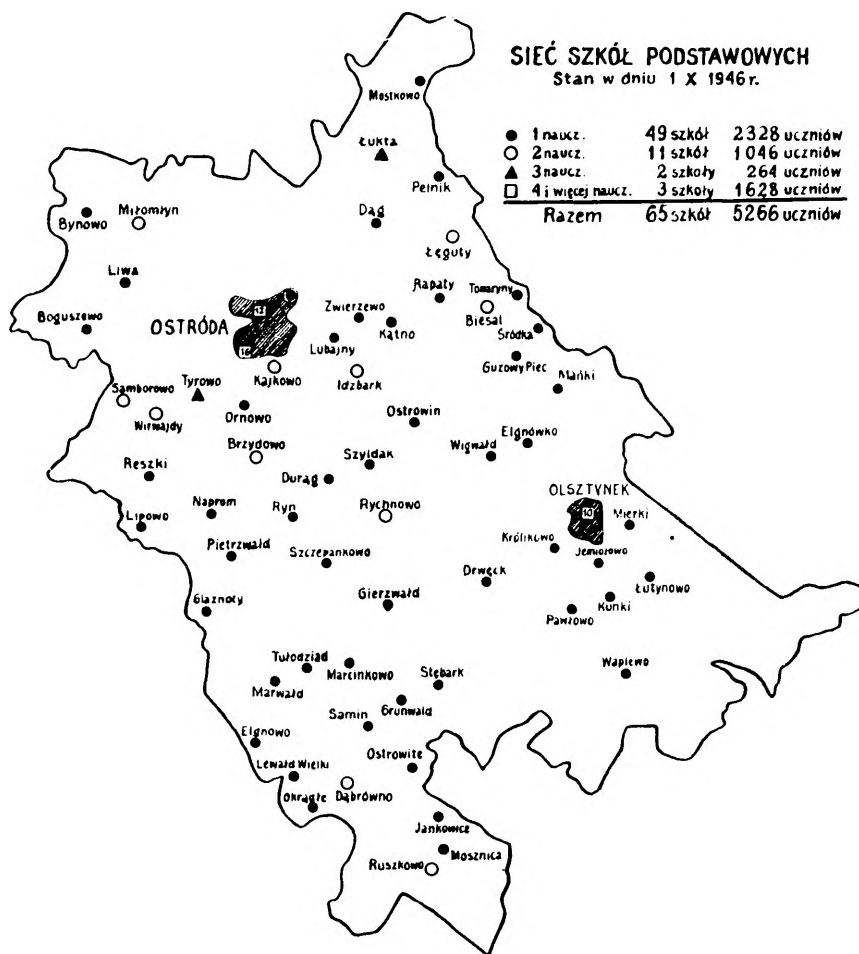 SIEĆ SZKÓŁ PODSTAWOWYCH
Stan w dniu 1 X 1946 r.
1 naucz. 49 szkół 2328 uczniów
2 naucz. 11 szkół 1046 uczniów
3 naucz. 2 szkoły 264 uczniów
4 i więcej naucz. 3 szkoły 1628 uczniów
Razem 65 szkół 5266 uczniów
Mostkowo
Łukta
Pelnik
Bynowo
Miłomłyn
Dąg
Łęguty
Liwa
Rapaty
Tomaryny
Biesal
Boguszewo
OSTRÓDA
12
16
Zwierzewo
Kątno
Lubajny
Śródka
Guzowy Piec
Mańki
Samborowo
Tyrowo
Kajkowo
Idzbark
Wirwajdy
Ornowo
Ostrowin
Elgnówko
Brzydowo
Szyldak
Wigwałd
Reszki
Durąg
OLSZTYNEK
10
Naprom
Ryn
Rychnowo
Mierki
Lipowo
Królikowo
Pietrzwałd
Szczepankowo
Jemiołowo
Drwęck
Łutynowo
Glaznoty
Gierzwałd
Kunki
Pawłowo
Tułodziad
Marcinkowo
Stębark
Waplewo
Marwałd
Grunwald
Samin
Elgnowo
Ostrowite
Lewałd Wielki
Dąbrówno
Okrągłe
Jankowice
Mosznica
Ruszkowo